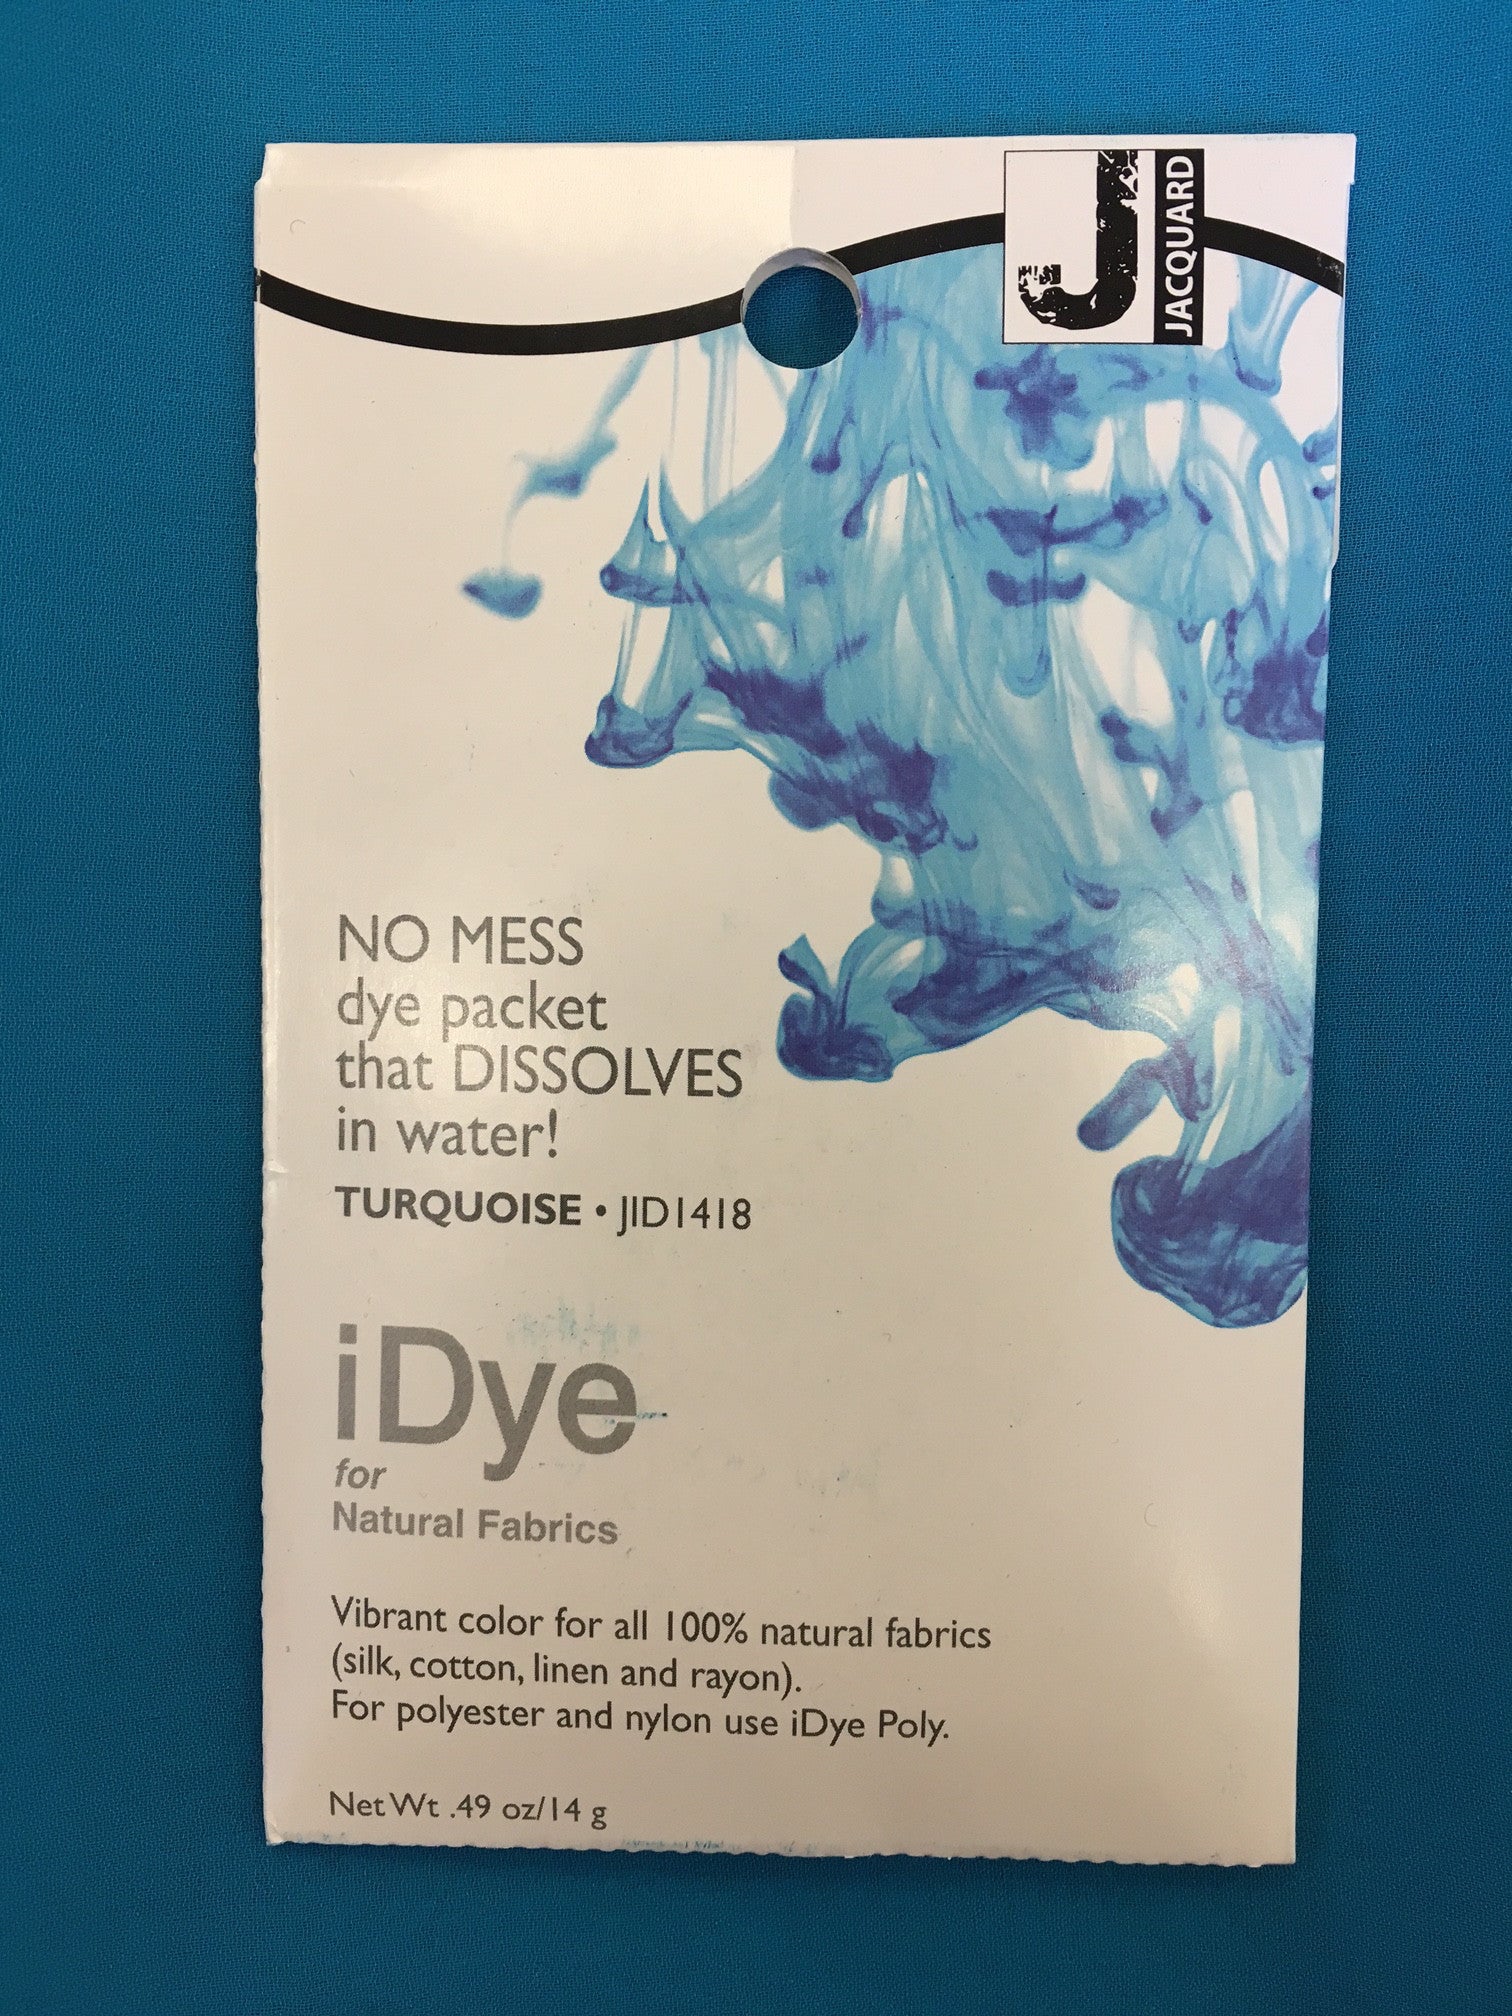 J
JACQUARD
NO MESS
dye packet
that DISSOLVES
in water!
TURQUOISE • JID1418
iDye
for
Natural Fabrics
Vibrant color for all 100% natural fabrics
(silk, cotton, linen and rayon).
For polyester and nylon use iDye Poly.
Net Wt .49 oz/14 g